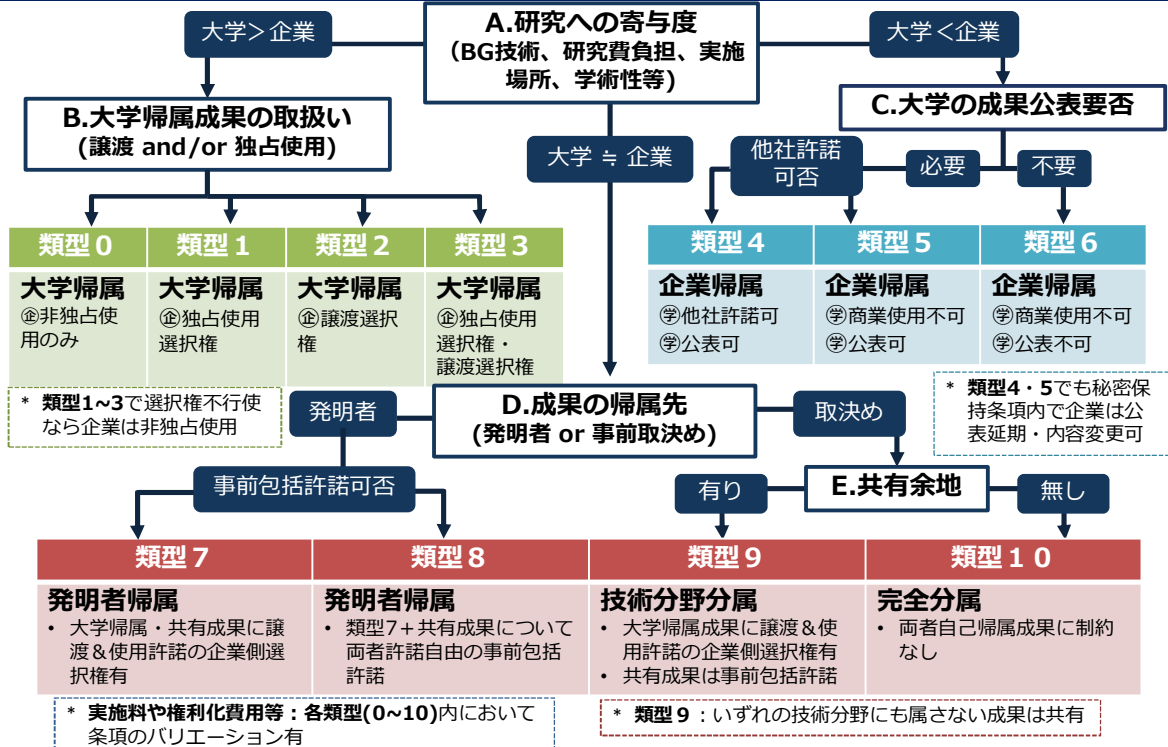 A.研究への寄与度
(BG技術、研究費負担、実施
場所、学術性等)
大学＞企業
大学＜企業
B.大学帰属成果の取扱い
(譲渡 and/or 独占使用)
C.大学の成果公表要否
大学 ≒ 企業
他社許諾
可否
必要
不要
類型０
類型１
類型２
類型３
大学帰属
㊭非独占使
用のみ
大学帰属
㊭独占使用
選択権
大学帰属
㊭譲渡選択
権
大学帰属
㊭独占使用
選択権・
譲渡選択権
類型４
類型５
類型６
企業帰属
㊫他社許諾可
㊫公表可
企業帰属
㊫商業使用不可
㊫公表可
企業帰属
㊫商業使用不可
㊫公表不可
* 類型1~3で選択権不行使
なら企業は非独占使用
* 類型4・5でも秘密保
持条項内で企業は公
表延期・内容変更可
発明者
D.成果の帰属先
(発明者 or 事前取決め)
取決め
事前包括許諾可否
有り
E.共有余地
無し
類型７
類型８
類型９
類型１０
発明者帰属
• 大学帰属・共有成果に譲
渡＆使用許諾の企業側選
択権有
発明者帰属
• 類型7＋共有成果について
両者許諾自由の事前包括
許諾
技術分野分属
• 大学帰属成果に譲渡＆使
用許諾の企業側選択権有
• 共有成果は事前包括許諾
完全分属
• 両者自己帰属成果に制約
なし
* 実施料や権利化費用等：各類型(0~10)内において
条項のバリエーション有
* 類型９：いずれの技術分野にも属さない成果は共有